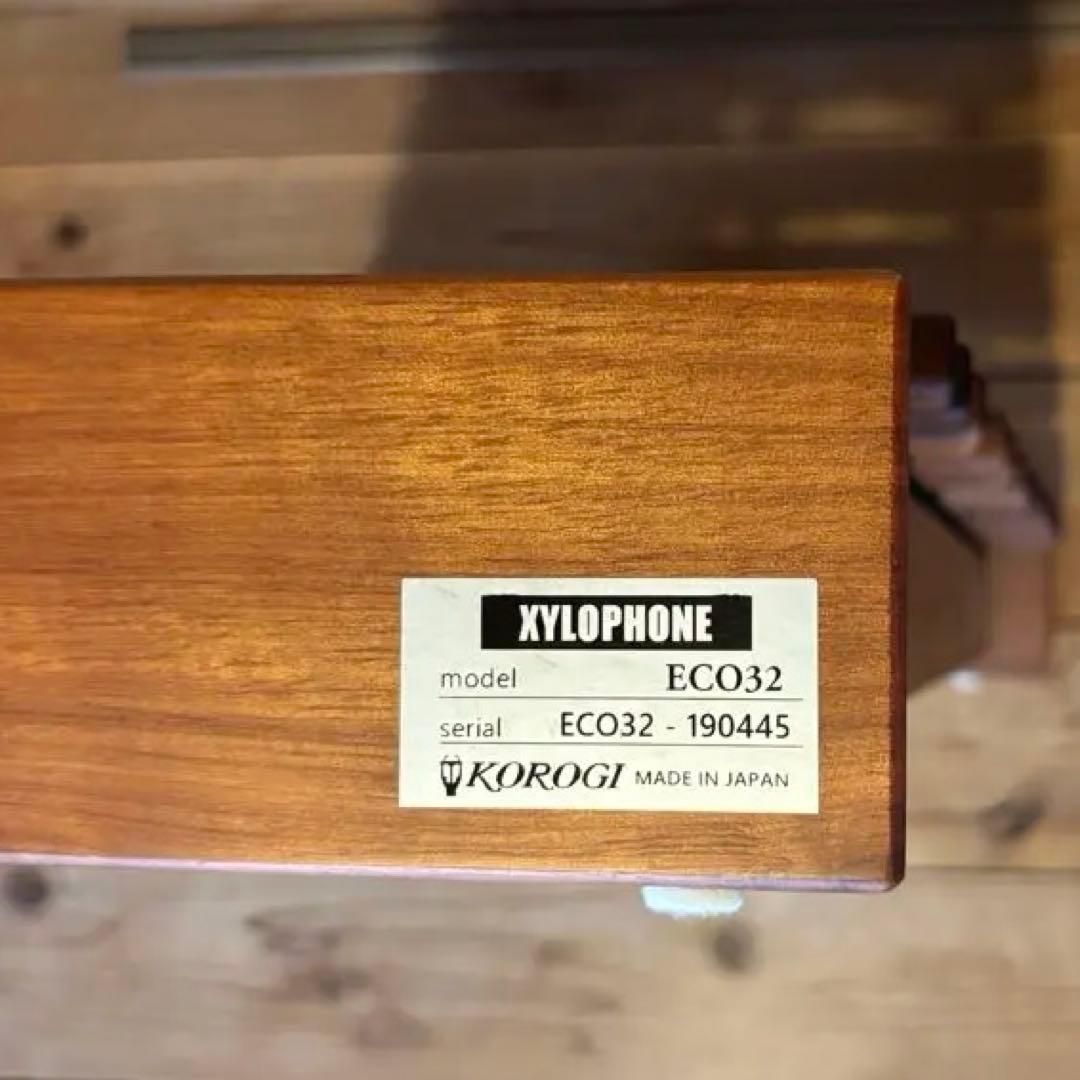 XYLOPHONE
model ECO32
serial ECO32 - 190445
KOROGI MADE IN JAPAN